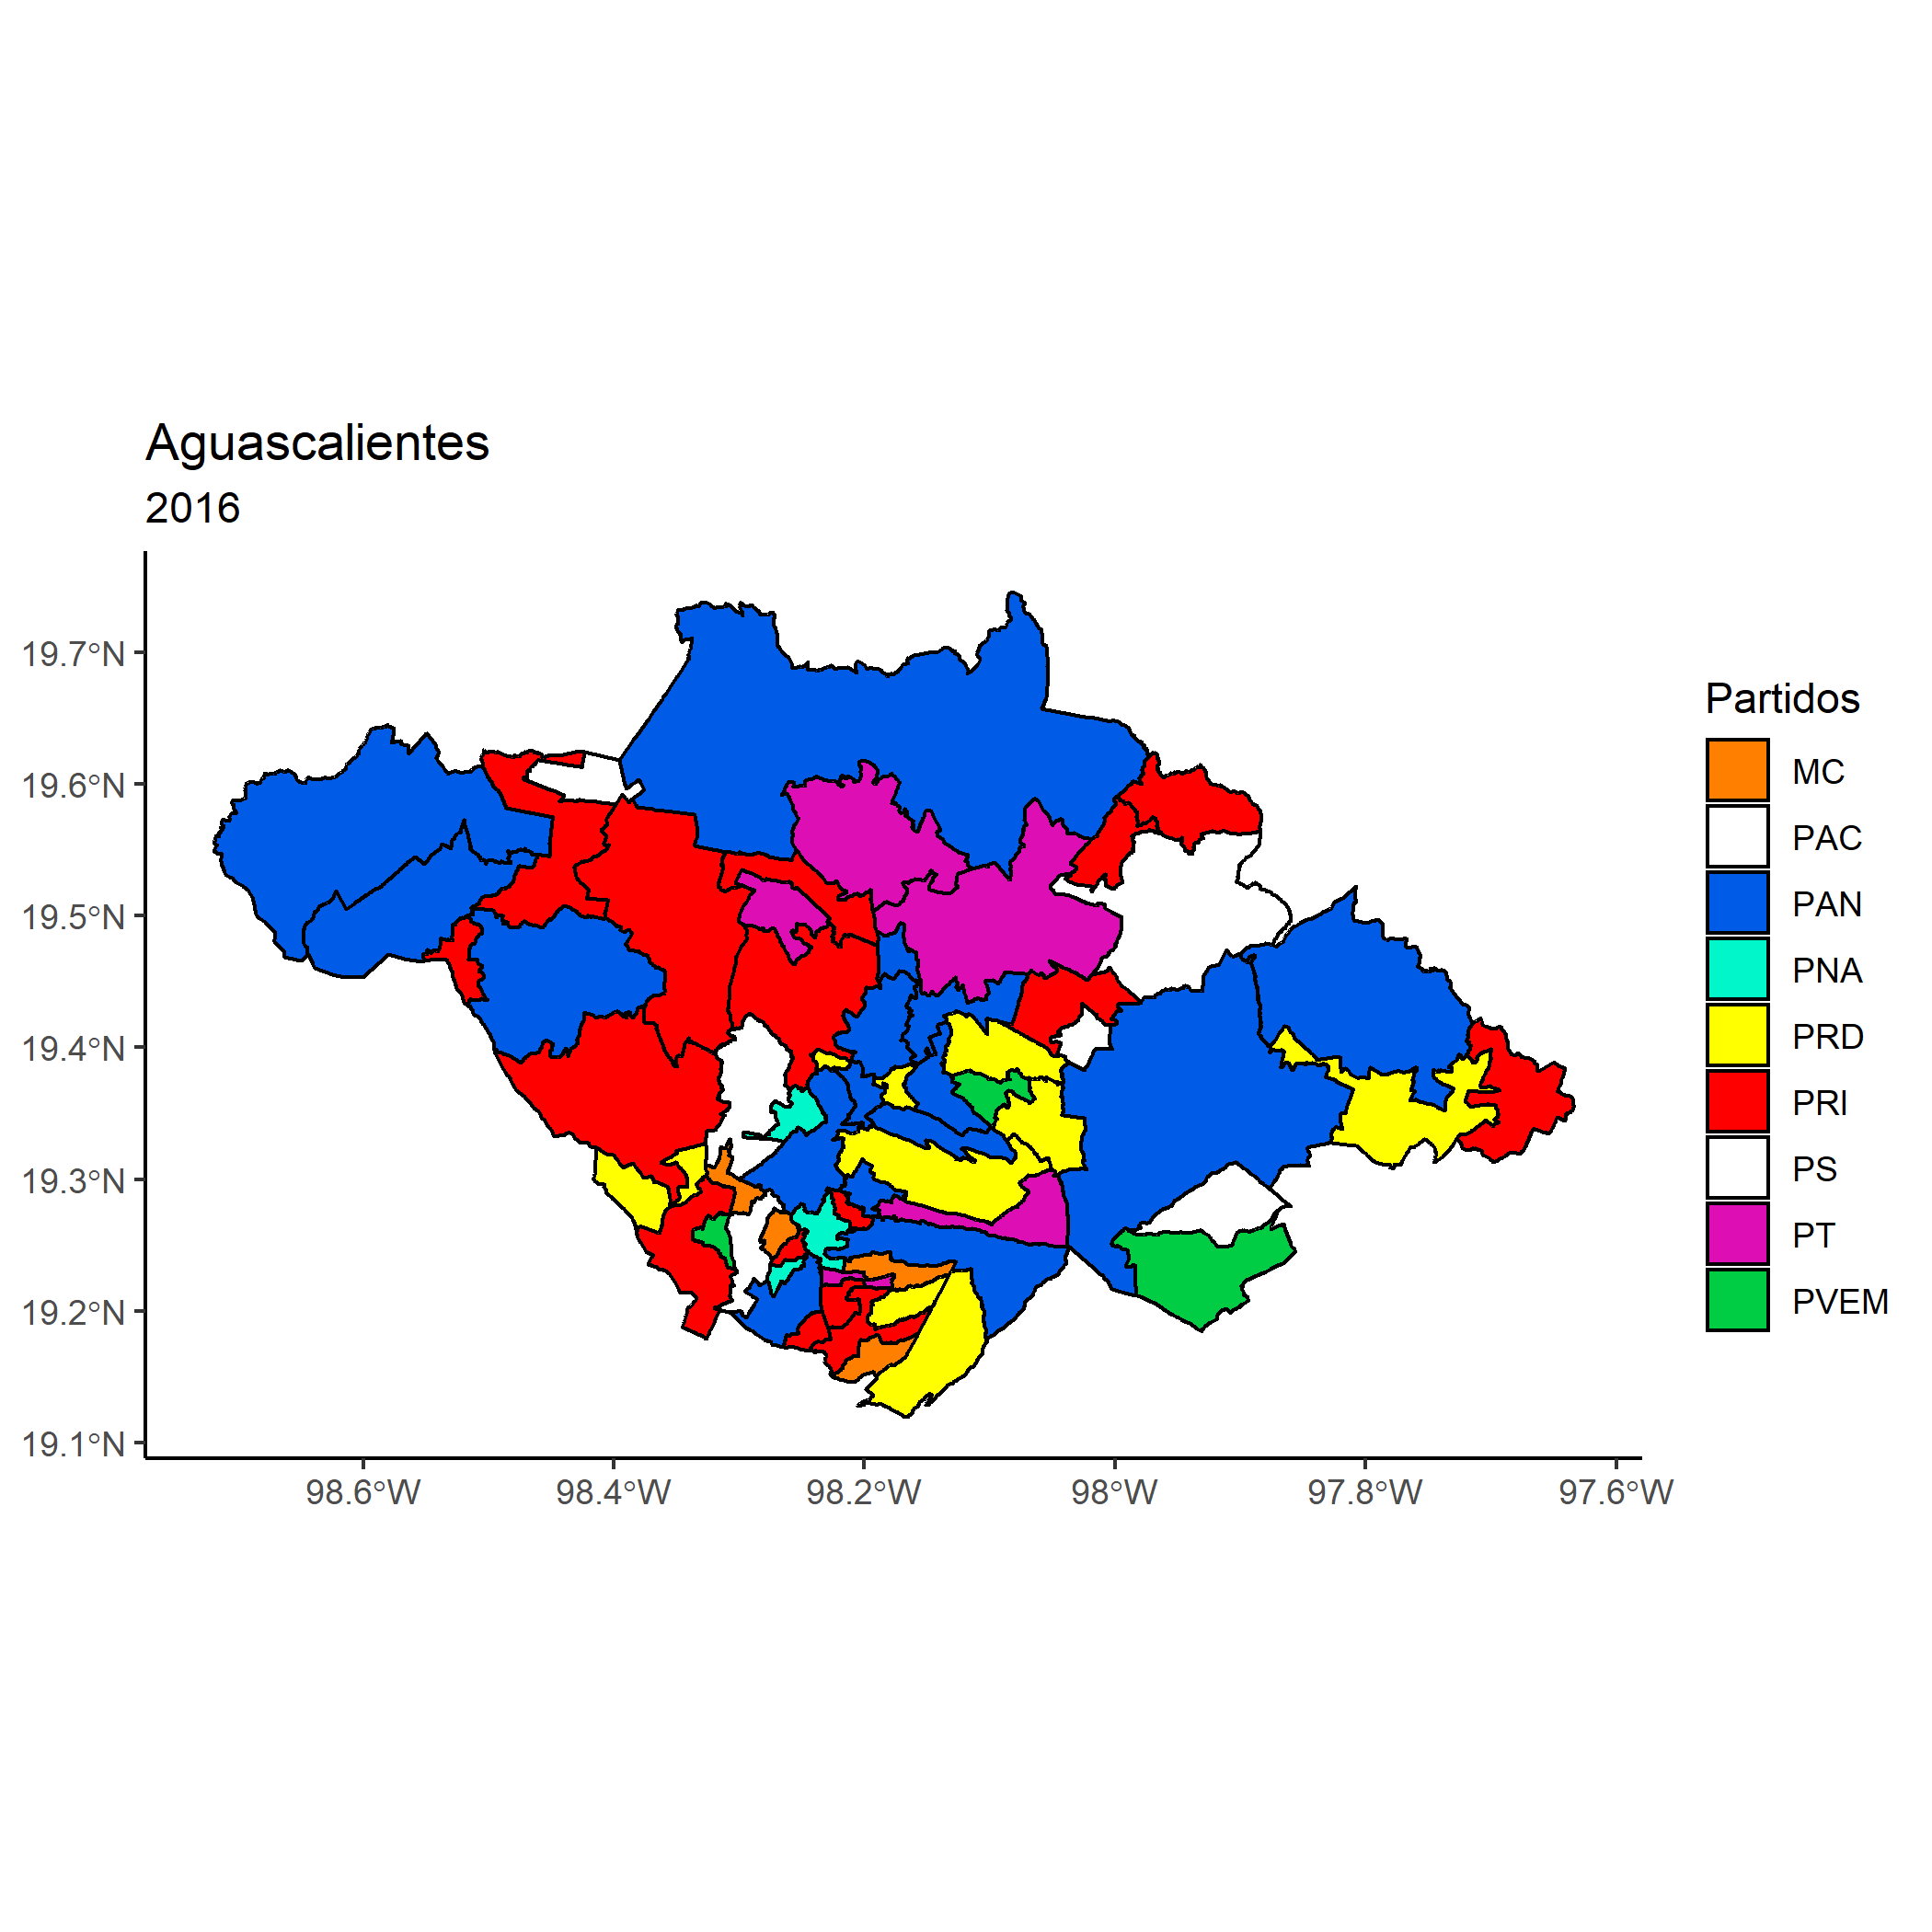 Aguascalientes
2016
19.7°N
19.6°N
19.5°N
19.4°N
19.3°N
19.2°N
19.1°N
98.6°W
98.4°W
98.2°W
98°W
97.8°W
97.6°W
Partidos
MC
PAC
PAN
PNA
PRD
PRI
PS
PT
PVEM